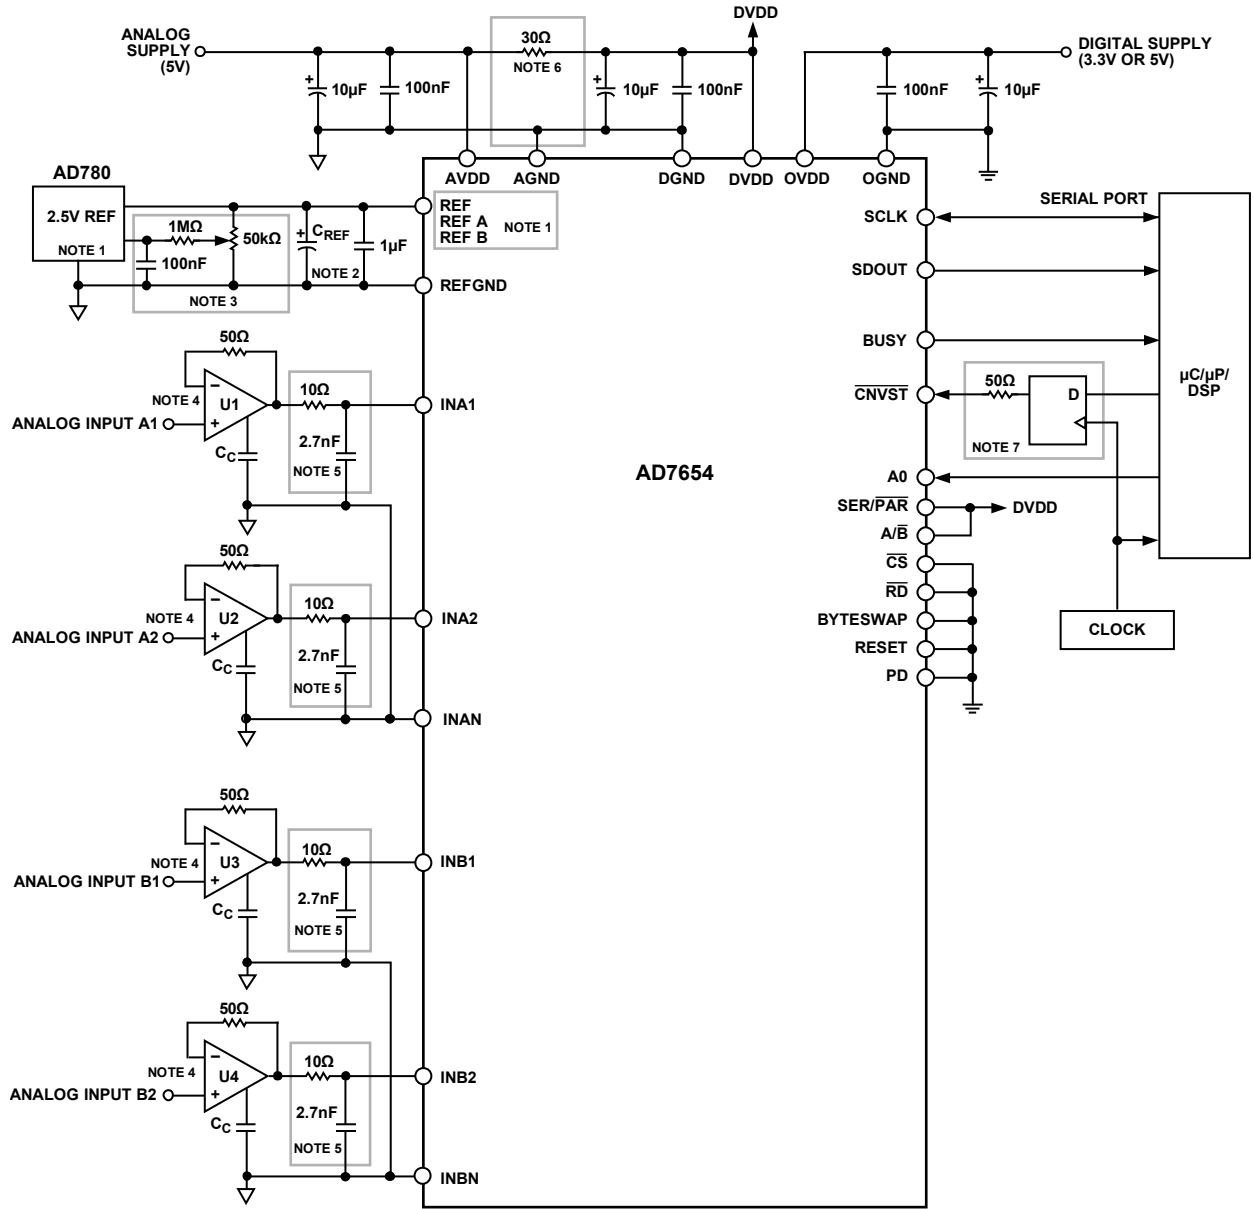 DVDD
ANALOG
SUPPLY
(5V)
30Ω
NOTE 6
DIGITAL SUPPLY
(3.3V OR 5V)
+
10µF
100nF
+
10µF
100nF
100nF
+
10µF
AD780
2.5V REF
NOTE 1
1MΩ
50kΩ
100nF
NOTE 3
+
CREF
NOTE 2
1µF
AVDD
AGND
DGND
DVDD
OVDD
OGND
REF
REF A
REF B
NOTE 1
REFGND
SCLK
SERIAL PORT
SDOUT
BUSY
CNVST
50Ω
D
NOTE 7
µC/µP/
DSP
A0
SER/PAR
DVDD
A/B
CS
RD
BYTESWAP
RESET
PD
CLOCK
AD7654
50Ω
NOTE 4
−
U1
+
ANALOG INPUT A1
CC
10Ω
2.7nF
NOTE 5
INA1
50Ω
NOTE 4
−
U2
+
ANALOG INPUT A2
CC
10Ω
2.7nF
NOTE 5
INA2
INAN
50Ω
NOTE 4
−
U3
+
ANALOG INPUT B1
CC
10Ω
2.7nF
NOTE 5
INB1
50Ω
NOTE 4
−
U4
+
ANALOG INPUT B2
CC
10Ω
2.7nF
NOTE 5
INB2
INBN